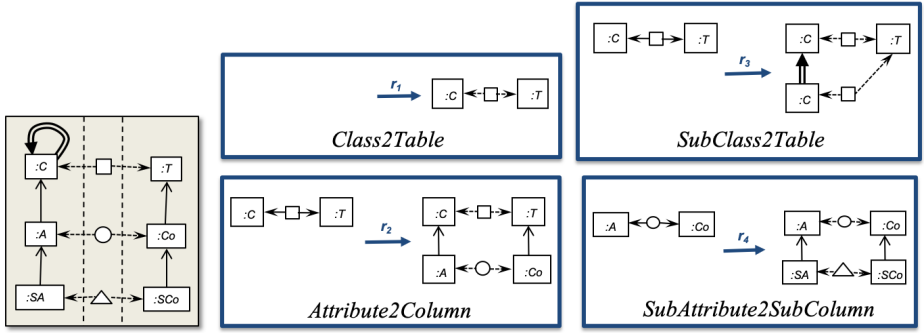 :C :T
:A :Co
:SA :SCo
r1
:C :T
Class2Table
:C :T
r3
:C :T
:C
SubClass2Table
:C :T
r2
:C :T
:A :Co
Attribute2Column
:A :Co
r4
:A :Co
:SA :SCo
SubAttribute2SubColumn